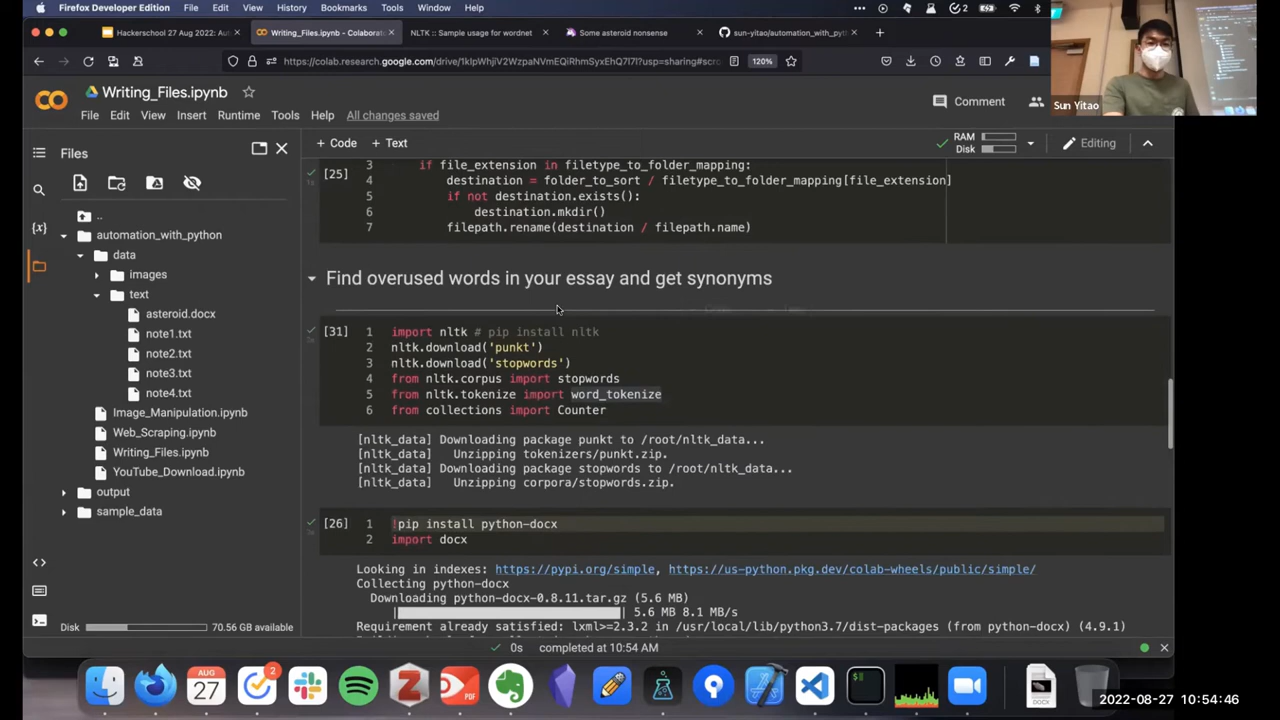 Firefox Developer Edition File Edit View History Bookmarks Tools Window Help
Hackerschool 27 Aug 2022: Aut
Writing_Files.ipynb - Colaborato
NLTK :: Sample usage for wordnet
Some asteroid nonsense
sun-yitao/automation_with_pyth
120%
Writing_Files.ipynb
File Edit View Insert Runtime Tools Help All changes saved
Comment
Sun Yitao
Files
+ Code + Text
RAM
Disk
Editing
..
automation_with_python
data
images
text
asteroid.docx
note1.txt
note2.txt
note3.txt
note4.txt
Image_Manipulation.ipynb
Web_Scraping.ipynb
Writing_Files.ipynb
YouTube_Download.ipynb
output
sample_data
Disk 70.56 GB available
[25]
3 if file_extension in filetype_to_folder_mapping:
4 destination = folder_to_sort / filetype_to_folder_mapping[file_extension]
5 if not destination.exists():
6 destination.mkdir()
7 filepath.rename(destination / filepath.name)
Find overused words in your essay and get synonyms
[31] 1 import nltk # pip install nltk
2 nltk.download('punkt')
3 nltk.download('stopwords')
4 from nltk.corpus import stopwords
5 from nltk.tokenize import word_tokenize
6 from collections import Counter
[nltk_data] Downloading package punkt to /root/nltk_data...
[nltk_data] Unzipping tokenizers/punkt.zip.
[nltk_data] Downloading package stopwords to /root/nltk_data...
[nltk_data] Unzipping corpora/stopwords.zip.
[26] 1 !pip install python-docx
2 import docx
Looking in indexes: https://pypi.org/simple, https://us-python.pkg.dev/colab-wheels/public/simple/
Collecting python-docx
Downloading python-docx-0.8.11.tar.gz (5.6 MB)
5.6 MB 8.1 MB/s
Requirement already satisfied: lxml>=2.3.2 in /usr/local/lib/python3.7/dist-packages (from python-docx) (4.9.1)
0s completed at 10:54 AM
AUG
27
2
PDF
DOCX
2022-08-27 10:54:46